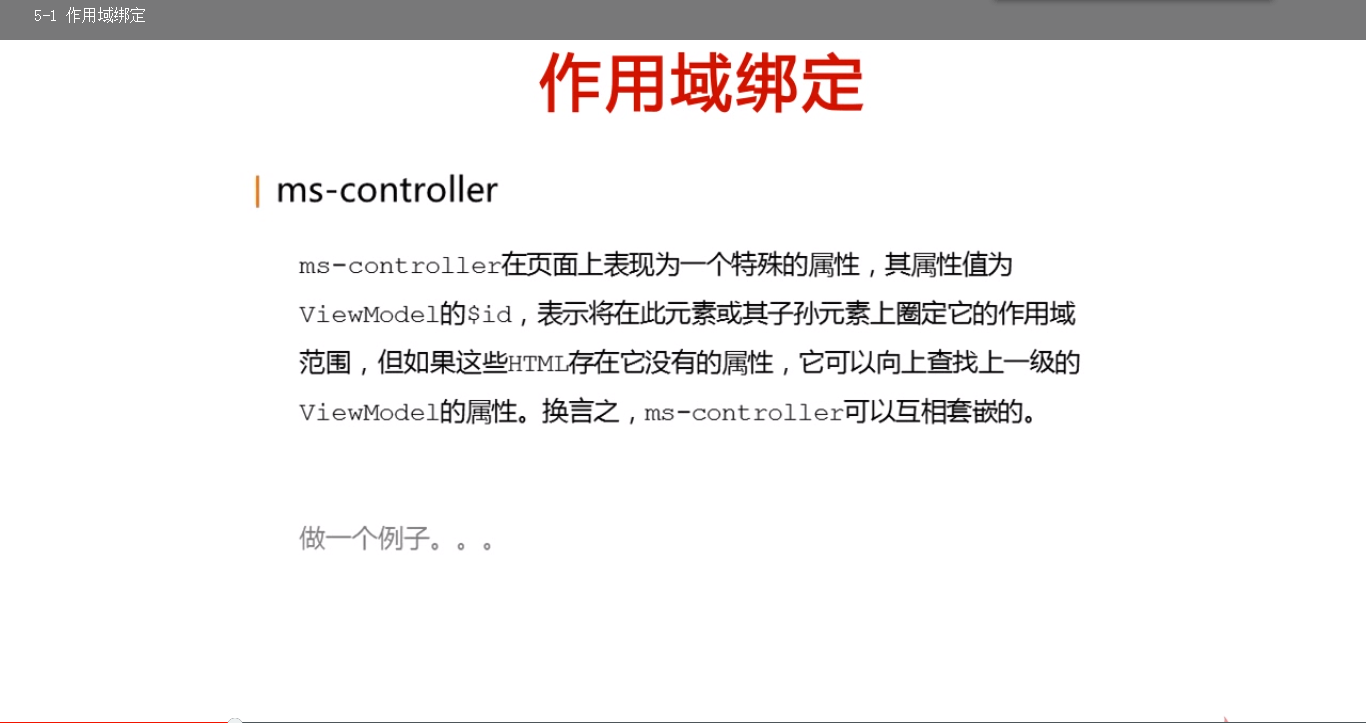 5-1 作用域绑定
作用域绑定
ms-controller
ms-controller在页面上表现为一个特殊的属性，其属性值为
ViewModel的$id，表示将在此元素或其子孙元素上圈定它的作用域
范围，但如果这些HTML存在它没有的属性，它可以向上查找上一级的
ViewModel的属性。换言之，ms-controller可以互相套嵌的。
做一个例子。。。